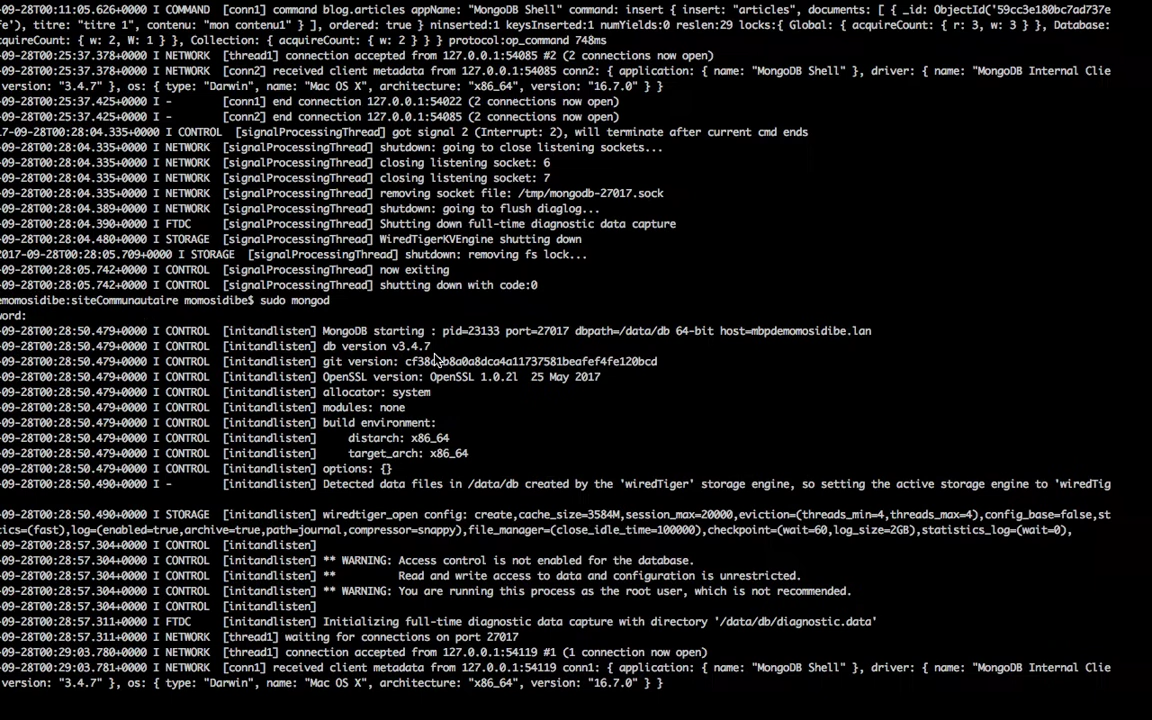 -09-28T00:11:05.626+0000 I COMMAND  [conn1] command blog.articles appName: "MongoDB Shell" command: insert { insert: "articles", documents: [ { _id: ObjectId('59cc3e180bc7ad737e
fe'), titre: "titre 1", contenu: "mon contenu1" } ], ordered: true } ninserted:1 keysInserted:1 numYields:0 reslen:29 locks:{ Global: { acquireCount: { r: 3, w: 3 } }, Database:
cquireCount: { w: 2, W: 1 } }, Collection: { acquireCount: { w: 2 } } } protocol:op_command 748ms
-09-28T00:25:37.378+0000 I NETWORK  [thread1] connection accepted from 127.0.0.1:54085 #2 (2 connections now open)
-09-28T00:25:37.378+0000 I NETWORK  [conn2] received client metadata from 127.0.0.1:54085 conn2: { application: { name: "MongoDB Shell" }, driver: { name: "MongoDB Internal Clie
version: "3.4.7" }, os: { type: "Darwin", name: "Mac OS X", architecture: "x86_64", version: "16.7.0" } }
-09-28T00:25:37.425+0000 I -        [conn1] end connection 127.0.0.1:54022 (2 connections now open)
-09-28T00:25:37.425+0000 I -        [conn2] end connection 127.0.0.1:54085 (2 connections now open)
17-09-28T00:28:04.335+0000 I CONTROL  [signalProcessingThread] got signal 2 (Interrupt: 2), will terminate after current cmd ends
-09-28T00:28:04.335+0000 I NETWORK  [signalProcessingThread] shutdown: going to close listening sockets...
-09-28T00:28:04.335+0000 I NETWORK  [signalProcessingThread] closing listening socket: 6
-09-28T00:28:04.335+0000 I NETWORK  [signalProcessingThread] closing listening socket: 7
-09-28T00:28:04.335+0000 I NETWORK  [signalProcessingThread] removing socket file: /tmp/mongodb-27017.sock
-09-28T00:28:04.389+0000 I NETWORK  [signalProcessingThread] shutdown: going to flush diaglog...
-09-28T00:28:04.390+0000 I FTDC     [signalProcessingThread] Shutting down full-time diagnostic data capture
-09-28T00:28:04.480+0000 I STORAGE  [signalProcessingThread] WiredTigerKVEngine shutting down
2017-09-28T00:28:05.709+0000 I STORAGE  [signalProcessingThread] shutdown: removing fs lock...
-09-28T00:28:05.742+0000 I CONTROL  [signalProcessingThread] now exiting
-09-28T00:28:05.742+0000 I CONTROL  [signalProcessingThread] shutting down with code:0
emomosidibe:siteCommunautaire momosidibe$ sudo mongod
word:
-09-28T00:28:50.479+0000 I CONTROL  [initandlisten] MongoDB starting : pid=23133 port=27017 dbpath=/data/db 64-bit host=mbpdemomosidibe.lan
-09-28T00:28:50.479+0000 I CONTROL  [initandlisten] db version v3.4.7
-09-28T00:28:50.479+0000 I CONTROL  [initandlisten] git version:
-09-28T00:28:50.479+0000 I CONTROL  [initandlisten] OpenSSL version: OpenSSL 1.0.2l  25 May 2017
-09-28T00:28:50.479+0000 I CONTROL  [initandlisten] allocator: system
-09-28T00:28:50.479+0000 I CONTROL  [initandlisten] modules: none
-09-28T00:28:50.479+0000 I CONTROL  [initandlisten] build environment:
-09-28T00:28:50.479+0000 I CONTROL  [initandlisten]     distarch: x86_64
-09-28T00:28:50.479+0000 I CONTROL  [initandlisten]     target_arch: x86_64
-09-28T00:28:50.479+0000 I CONTROL  [initandlisten] options: {}
-09-28T00:28:50.490+0000 I -        [initandlisten] Detected data files in /data/db created by the 'wiredTiger' storage engine, so setting the active storage engine to 'wiredTig
-09-28T00:28:50.490+0000 I STORAGE  [initandlisten] wiredtiger_open config: create,cache_size=3584M,session_max=20000,eviction=(threads_min=4,threads_max=4),config_base=false,st
tics=(fast),log=(enabled=true,archive=true,path=journal,compressor=snappy),file_manager=(close_idle_time=100000),checkpoint=(wait=60,log_size=2GB),statistics_log=(wait=0),
-09-28T00:28:57.304+0000 I CONTROL  [initandlisten]
-09-28T00:28:57.304+0000 I CONTROL  [initandlisten] ** WARNING: Access control is not enabled for the database.
-09-28T00:28:57.304+0000 I CONTROL  [initandlisten] **          Read and write access to data and configuration is unrestricted.
-09-28T00:28:57.304+0000 I CONTROL  [initandlisten] ** WARNING: You are running this process as the root user, which is not recommended.
-09-28T00:28:57.304+0000 I CONTROL  [initandlisten]
-09-28T00:28:57.311+0000 I FTDC     [initandlisten] Initializing full-time diagnostic data capture with directory '/data/db/diagnostic.data'
-09-28T00:28:57.311+0000 I NETWORK  [thread1] waiting for connections on port 27017
-09-28T00:29:03.780+0000 I NETWORK  [thread1] connection accepted from 127.0.0.1:54119 #1 (1 connection now open)
-09-28T00:29:03.781+0000 I NETWORK  [conn1] received client metadata from 127.0.0.1:54119 conn1: { application: { name: "MongoDB Shell" }, driver: { name: "MongoDB Internal Clie
version: "3.4.7" }, os: { type: "Darwin", name: "Mac OS X", architecture: "x86_64", version: "16.7.0" } }